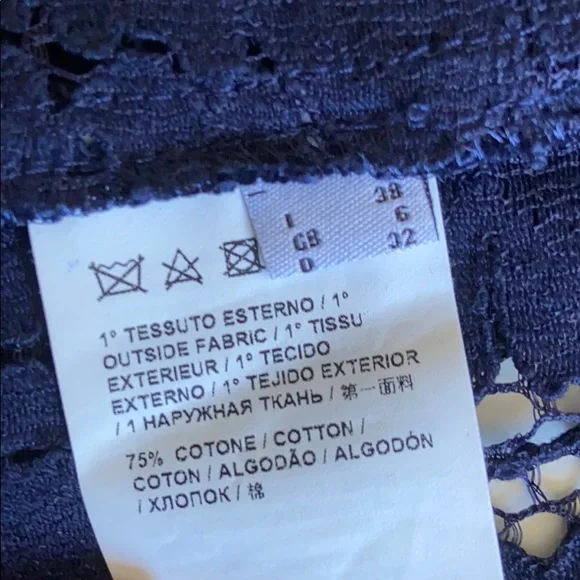 I 38
GB 6
D 32
1° TESSUTO ESTERNO / 1°
OUTSIDE FABRIC / 1° TISSU
EXTERIEUR / 1° TECIDO
EXTERNO / 1° TEJIDO EXTERIOR
/ 1 НАРУЖНАЯ ТКАНЬ / 第一面料
75% COTONE / COTTON /
COTON / ALGODÃO / ALGODÓN
/ ХЛОПОК / 棉